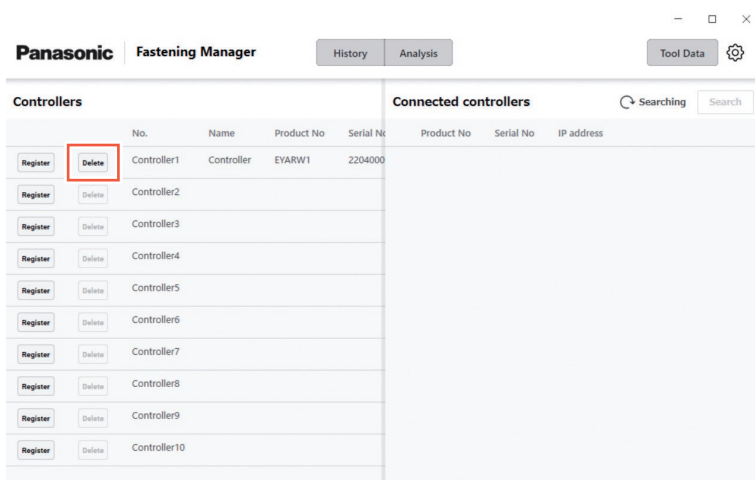 Panasonic Fastening Manager History Analysis Tool Data
Controllers
No. Name Product No Serial No
Register Delete Controller1 Controller EYARW1 2204000
Register Delete Controller2
Register Delete Controller3
Register Delete Controller4
Register Delete Controller5
Register Delete Controller6
Register Delete Controller7
Register Delete Controller8
Register Delete Controller9
Register Delete Controller10
Connected controllers Searching Search
Product No Serial No IP address